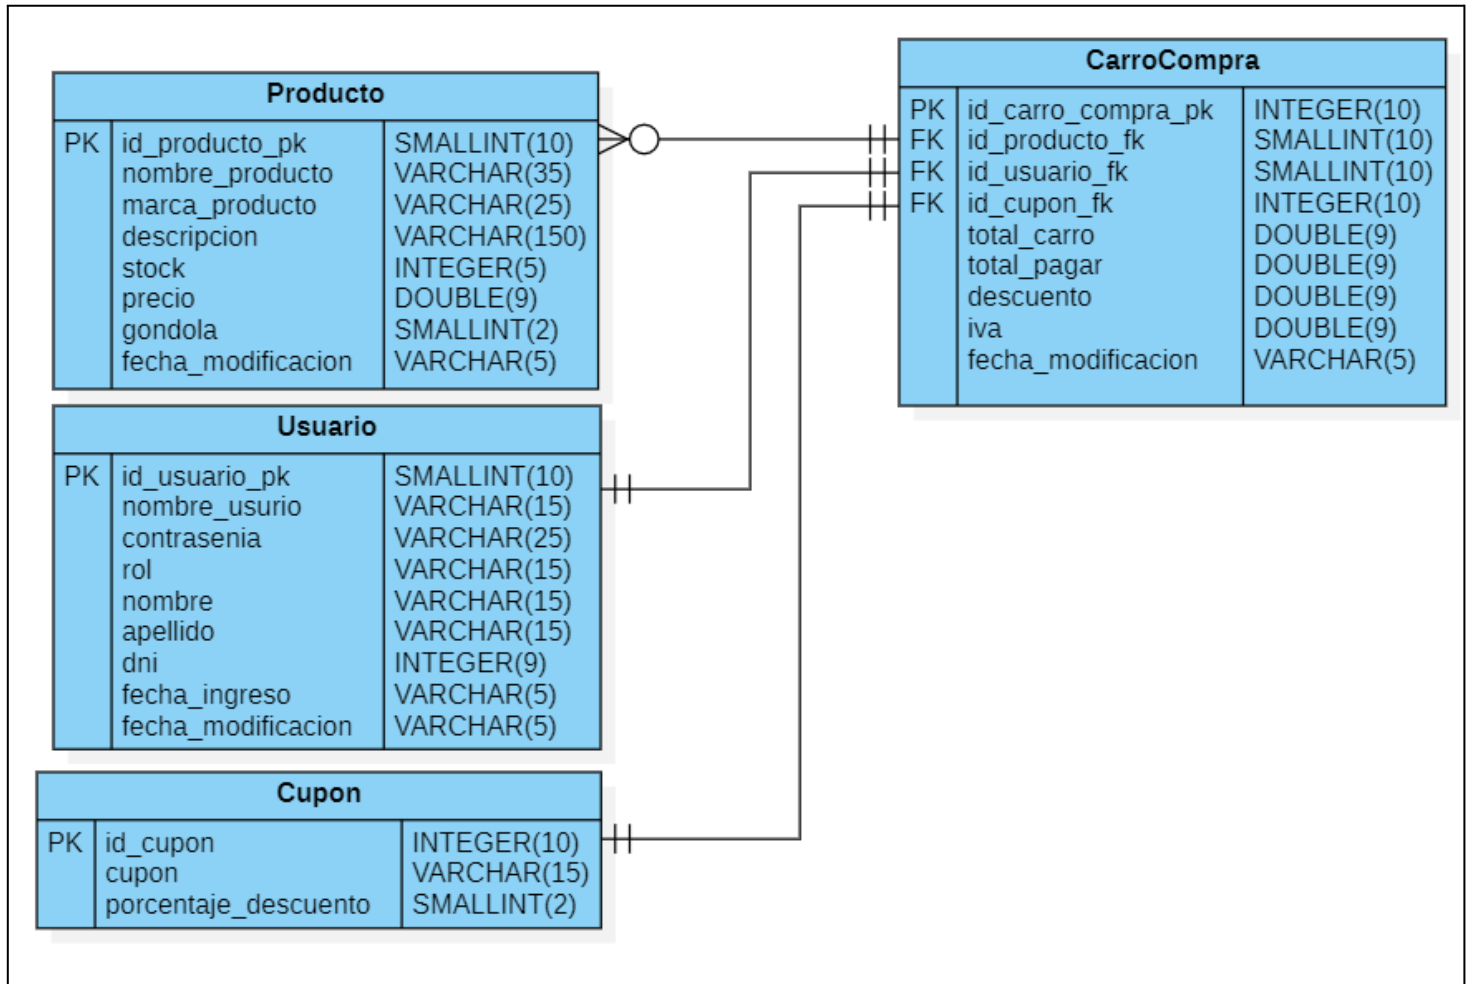 Producto
PK id_producto_pk SMALLINT(10)
nombre_producto VARCHAR(35)
marca_producto VARCHAR(25)
descripcion VARCHAR(150)
stock INTEGER(5)
precio DOUBLE(9)
gondola SMALLINT(2)
fecha_modificacion VARCHAR(5)
Usuario
PK id_usuario_pk SMALLINT(10)
nombre_usurio VARCHAR(15)
contrasenia VARCHAR(25)
rol VARCHAR(15)
nombre VARCHAR(15)
apellido VARCHAR(15)
dni INTEGER(9)
fecha_ingreso VARCHAR(5)
fecha_modificacion VARCHAR(5)
Cupon
PK id_cupon INTEGER(10)
cupon VARCHAR(15)
porcentaje_descuento SMALLINT(2)
CarroCompra
PK id_carro_compra_pk INTEGER(10)
FK id_producto_fk SMALLINT(10)
FK id_usuario_fk SMALLINT(10)
FK id_cupon_fk INTEGER(10)
total_carro DOUBLE(9)
total_pagar DOUBLE(9)
descuento DOUBLE(9)
iva DOUBLE(9)
fecha_modificacion VARCHAR(5)